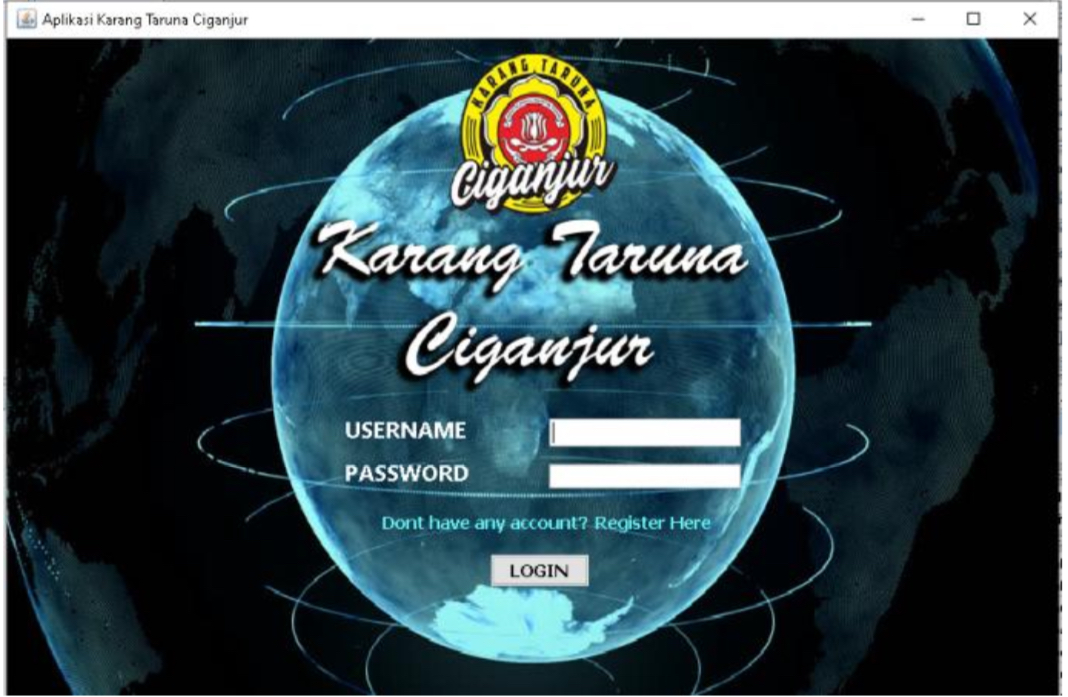 Aplikasi Karang Taruna Ciganjur
KARANG TARUNA
Ciganjur
Karang Taruna
Ciganjur
USERNAME
PASSWORD
Dont have any account? Register Here
LOGIN